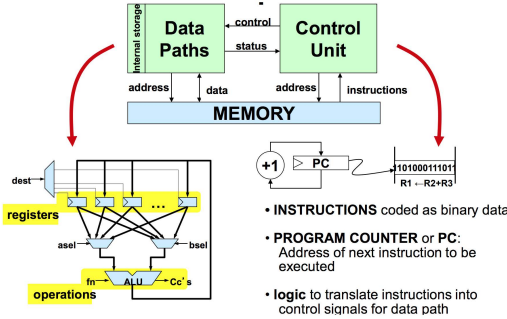 Internal storage
Data
Paths
control
status
Control
Unit
address
data
address
instructions
MEMORY
dest
registers
...
asel
bsel
fn
ALU
Cc's
operations
+1
PC
11010001110
R1 ←R2+R3
• INSTRUCTIONS coded as binary data
• PROGRAM COUNTER or PC:
Address of next instruction to be
executed
• logic to translate instructions into
control signals for data path